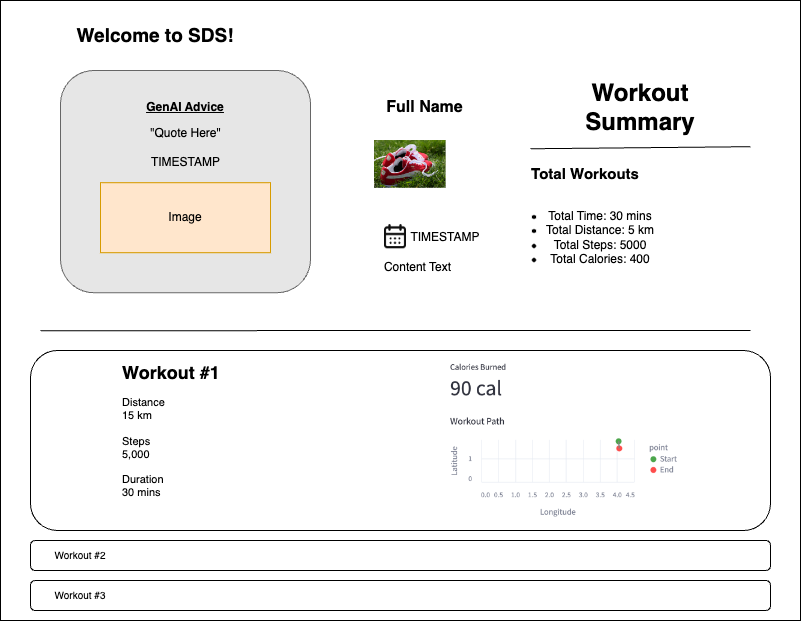 Welcome to SDS!
GenAI Advice
"Quote Here"
TIMESTAMP
Image
Full Name
TIMESTAMP
Content Text
Workout
Summary
Total Workouts
Total Time: 30 mins
Total Distance: 5 km
Total Steps: 5000
Total Calories: 400
Workout #1
Distance
15 km
Steps
5,000
Duration
30 mins
Calories Burned
90 cal
Workout Path
Latitude
1
0
0.0 0.5 1.0 1.5 2.0 2.5 3.0 3.5 4.0 4.5
Longitude
point
Start
End
Workout #2
Workout #3